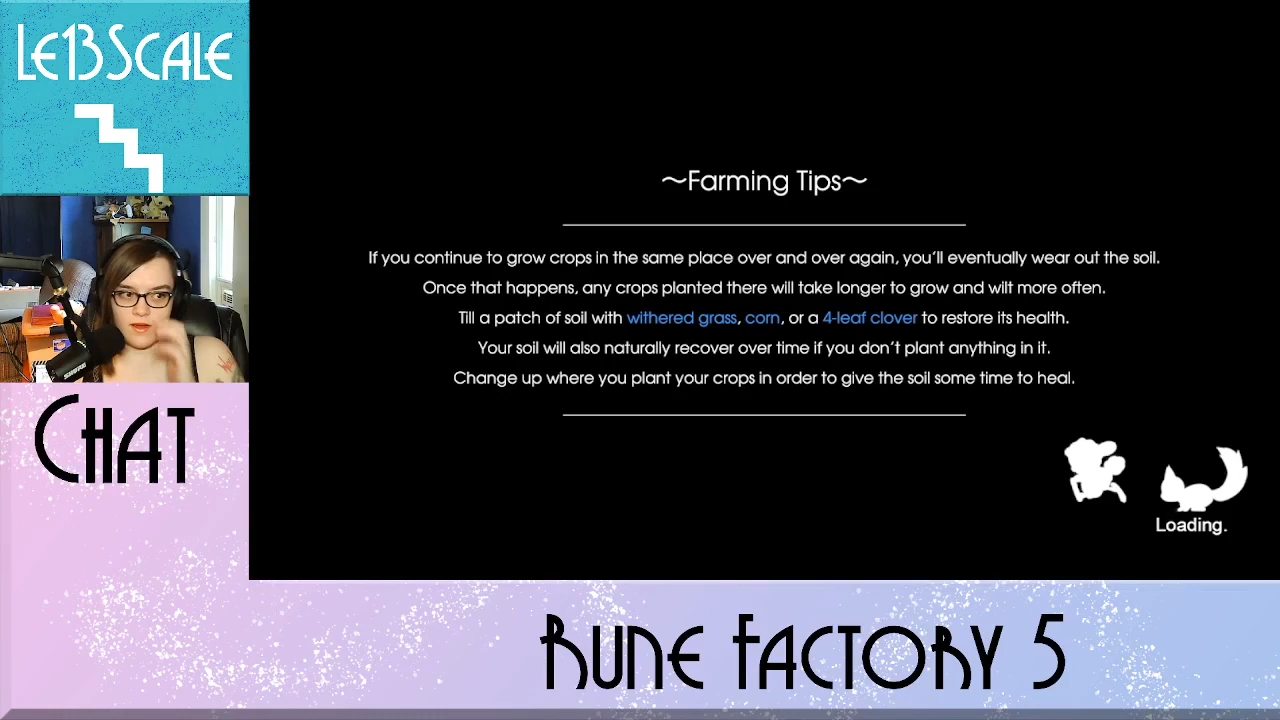 Le13Scale
~Farming Tips~
If you continue to grow crops in the same place over and over again, you'll eventually wear out the soil.
Once that happens, any crops planted there will take longer to grow and wilt more often.
Till a patch of soil with withered grass, corn, or a 4-leaf clover to restore its health.
Your soil will also naturally recover over time if you don't plant anything in it.
Change up where you plant your crops in order to give the soil some time to heal.
Loading.
Chat
Rune Factory 5